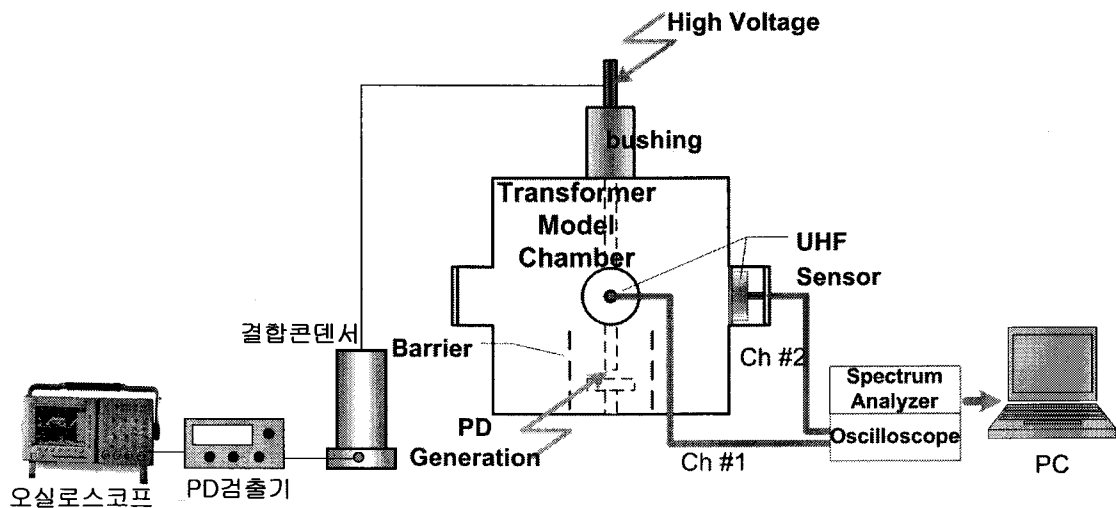 High Voltage
bushing
Transformer
Model
Chamber
UHF
Sensor
결합콘덴서
Barrier
Ch #2
Spectrum
Analyzer
Oscilloscope
PD
Generation
Ch #1
PC
오실로스코프
PD검출기